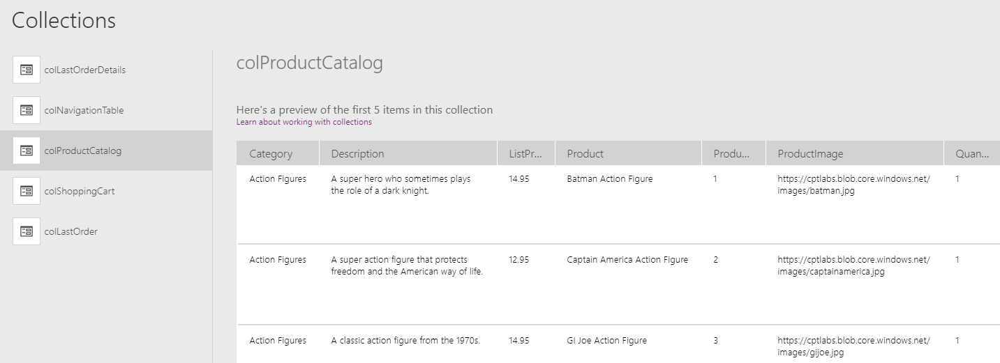 Collections
colLastOrderDetails
colNavigationTable
colProductCatalog
colShoppingCart
colLastOrder
colProductCatalog
Here's a preview of the first 5 items in this collection
Learn about working with collections
Category Description ListPr... Product Produ... ProductImage Quan...
Action Figures A super hero who sometimes plays 14.95 Batman Action Figure 1 https://cptlabs.blob.core.windows.net/ 1
the role of a dark knight. images/batman.jpg
Action Figures A super action figure that protects 12.95 Captain America Action Figure 2 https://cptlabs.blob.core.windows.net/ 1
freedom and the American way of life. images/captainamerica.jpg
Action Figures A classic action figure from the 1970s. 14.95 GI Joe Action Figure 3 https://cptlabs.blob.core.windows.net/ 1
images/gijoe.jpg